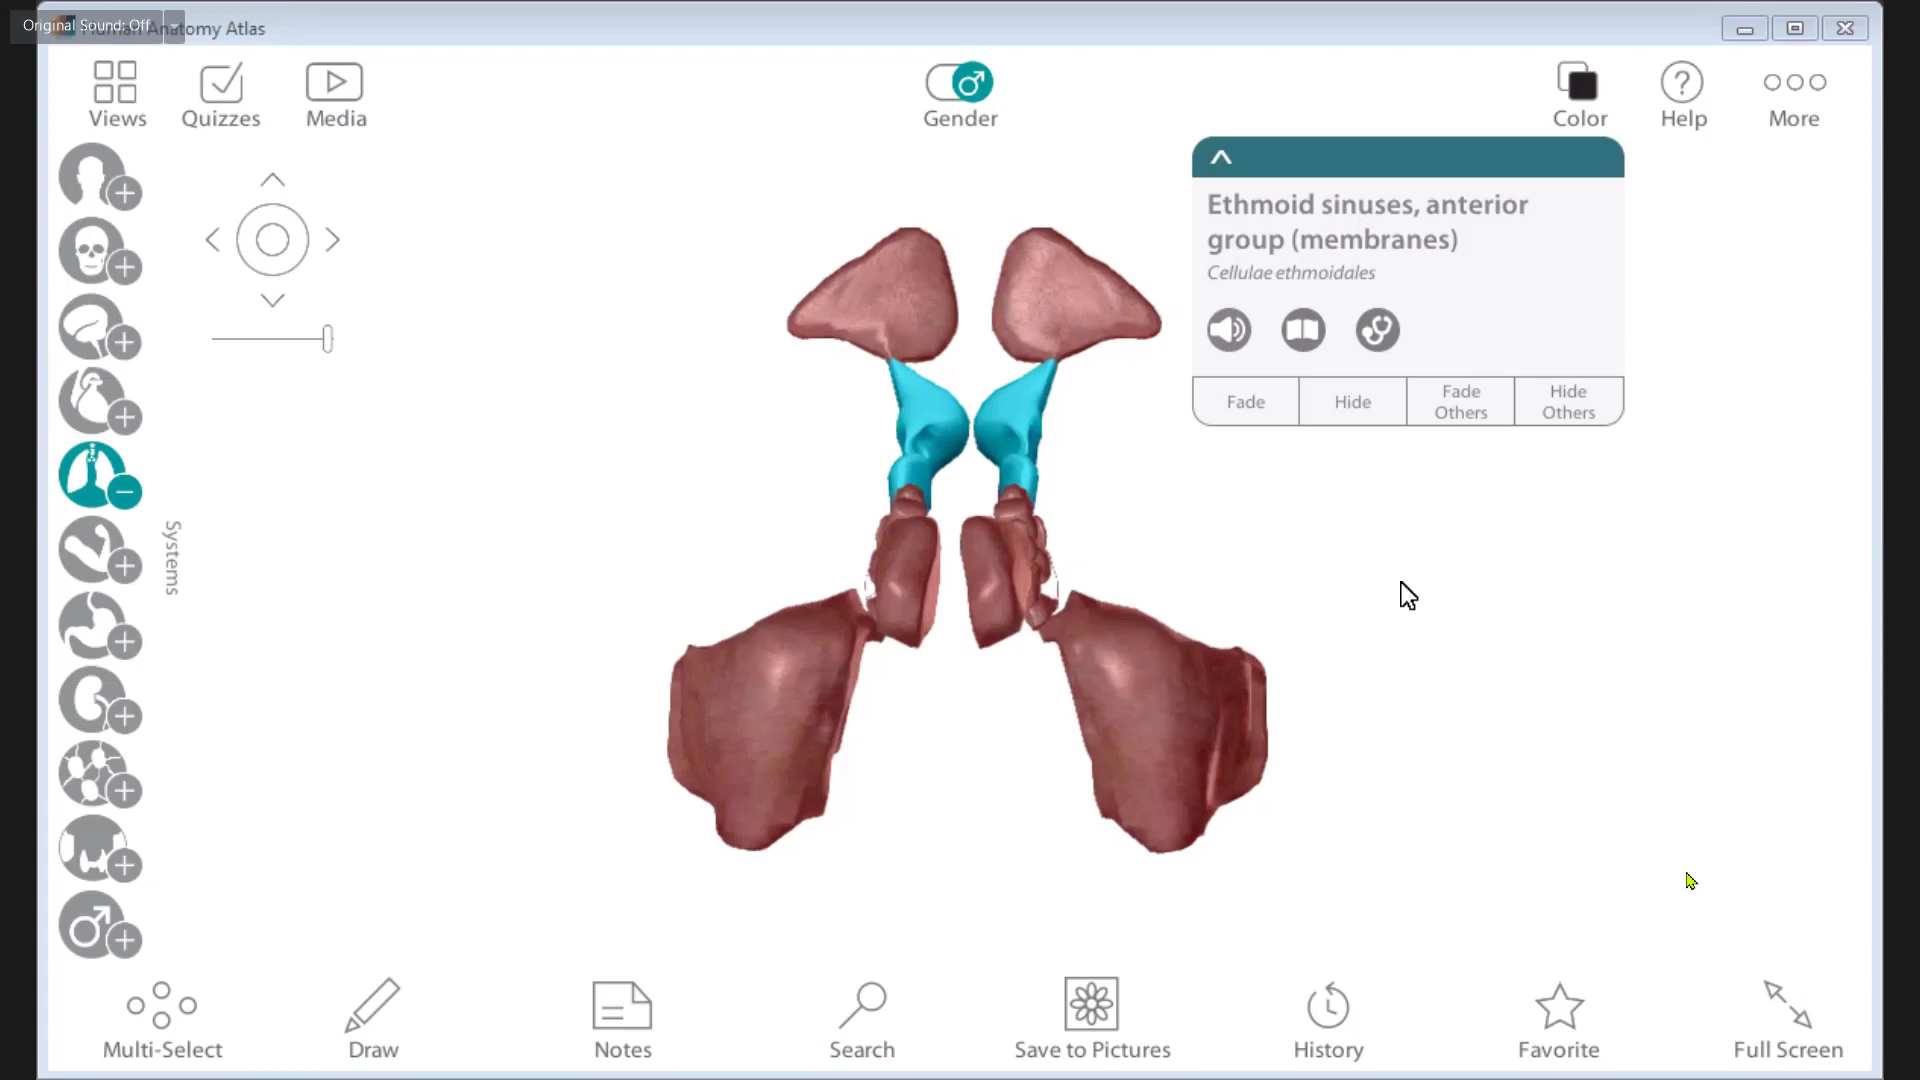 Original Sound: Off
Human Anatomy Atlas
Views
Quizzes
Media
Gender
Color
Help
More
Ethmoid sinuses, anterior
group (membranes)
Cellulae ethmoidales
Fade
Hide
Fade
Others
Hide
Others
Systems
Multi-Select
Draw
Notes
Search
Save to Pictures
History
Favorite
Full Screen